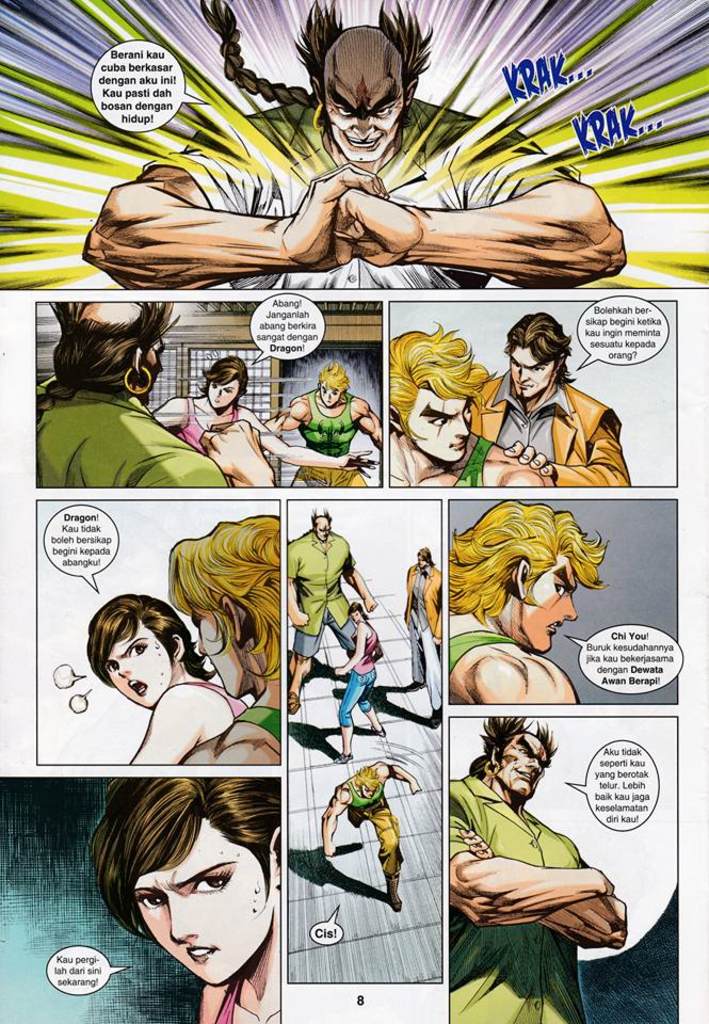 Berani kau
cuba berkasar
dengan aku ini!
Kau pasti dah
bosan dengan
hidup!
KRAK...
KRAK...
Abang!
Janganlah
abang berkira
sangat dengan
Dragon!
Bolehkah ber-
sikap begini ketika
kau ingin meminta
sesuatu kepada
orang?
Dragon!
Kau tidak
boleh bersikap
begini kepada
abangku!
Chi You!
Buruk kesudahannya
jika kau bekerjasama
dengan Dewata
Awan Berapi!
Kau pergi-
lah dari sini
sekarang!
Cis!
Aku tidak
seperti kau
yang berotak
telur. Lebih
baik kau jaga
keselamatan
diri kau!
8